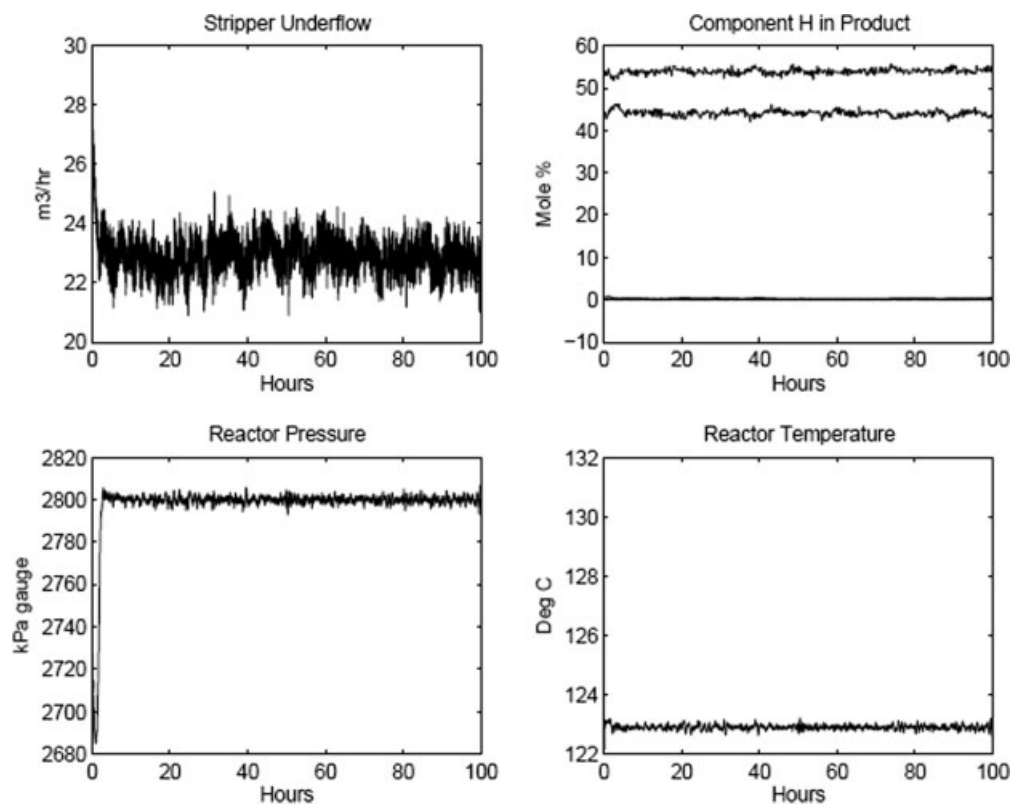 Stripper Underflow
30
28
26
24
22
20
m3/hr
0 20 40 60 80 100
Hours
Component H in Product
60
50
40
30
20
10
0
−10
Mole %
0 20 40 60 80 100
Hours
Reactor Pressure
2820
2800
2780
2760
2740
2720
2700
2680
kPa gauge
0 20 40 60 80 100
Hours
Reactor Temperature
132
130
128
126
124
122
Deg C
0 20 40 60 80 100
Hours